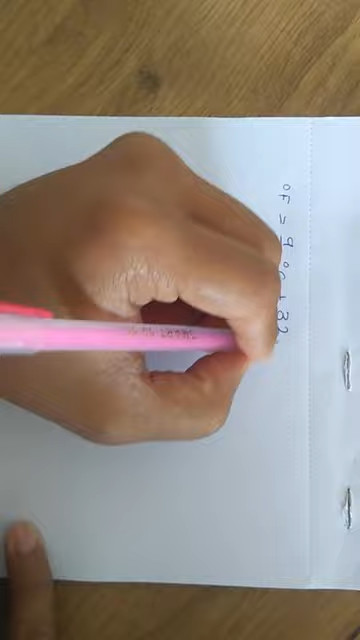 °F = 9 °C + 32